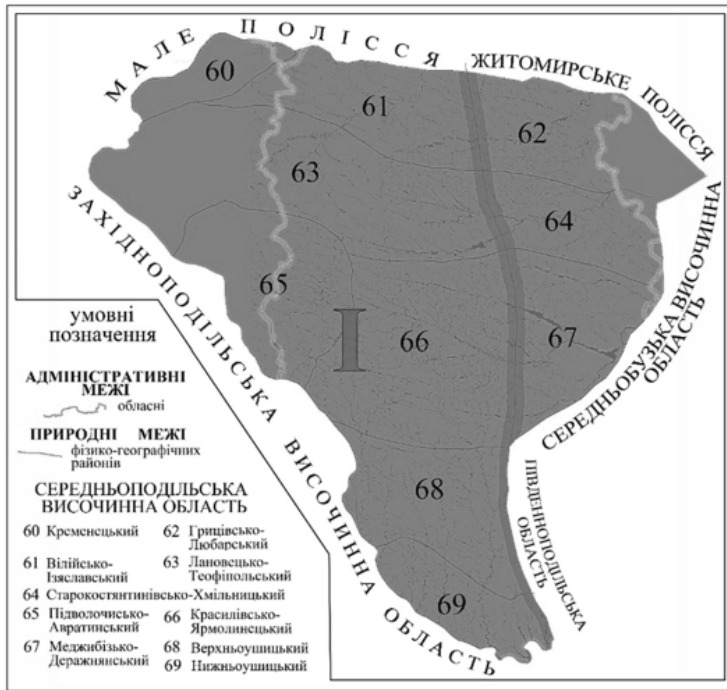 МАЛЕ ПОЛІССЯ
ЖИТОМИРСЬКЕ ПОЛІССЯ
60
61
62
63
64
65
I
66
67
68
69
ЗАХІДНОПОДІЛЬСЬКА ВИСОЧИННА ОБЛАСТЬ
СЕРЕДНЬОБУЗЬКА ВИСОЧИННА
ОБЛАСТЬ
ПІВДЕННОПОДІЛЬСЬКА
ОБЛАСТЬ
умовні
позначення
АДМІНІСТРАТИВНІ
МЕЖІ
обласні
ПРИРОДНІ МЕЖІ
фізико-географічних
районів
СЕРЕДНЬОПОДІЛЬСЬКА
ВИСОЧИННА ОБЛАСТЬ
60 Кременецький
62 Грицівсько-
Любарський
61 Вілійсько-
Ізяславський
63 Лановецько-
Теофіпольський
64 Старокостянтинівсько-Хмільницький
65 Підволочисько-
Авратинський
66 Красилівсько-
Ярмолинецький
67 Меджибізько-
Деражнянський
68 Верхньоушицький
69 Нижньоушицький